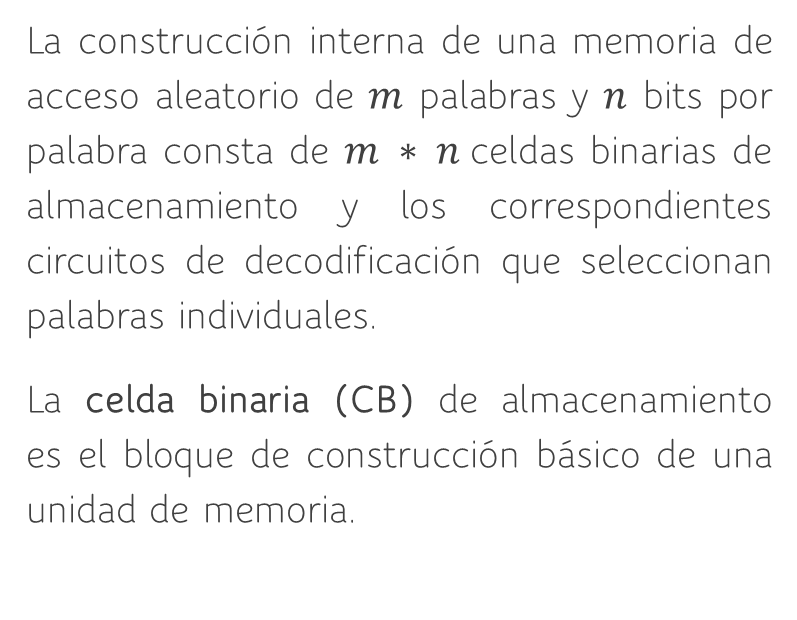 La construcción interna de una memoria de
acceso aleatorio de m palabras y n bits por
palabra consta de m * n celdas binarias de
almacenamiento y los correspondientes
circuitos de decodificación que seleccionan
palabras individuales.
La celda binaria (CB) de almacenamiento
es el bloque de construcción básico de una
unidad de memoria.